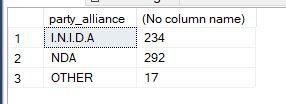 party_alliance (No column name)
1 I.N.I.D.A 234
2 NDA 292
3 OTHER 17